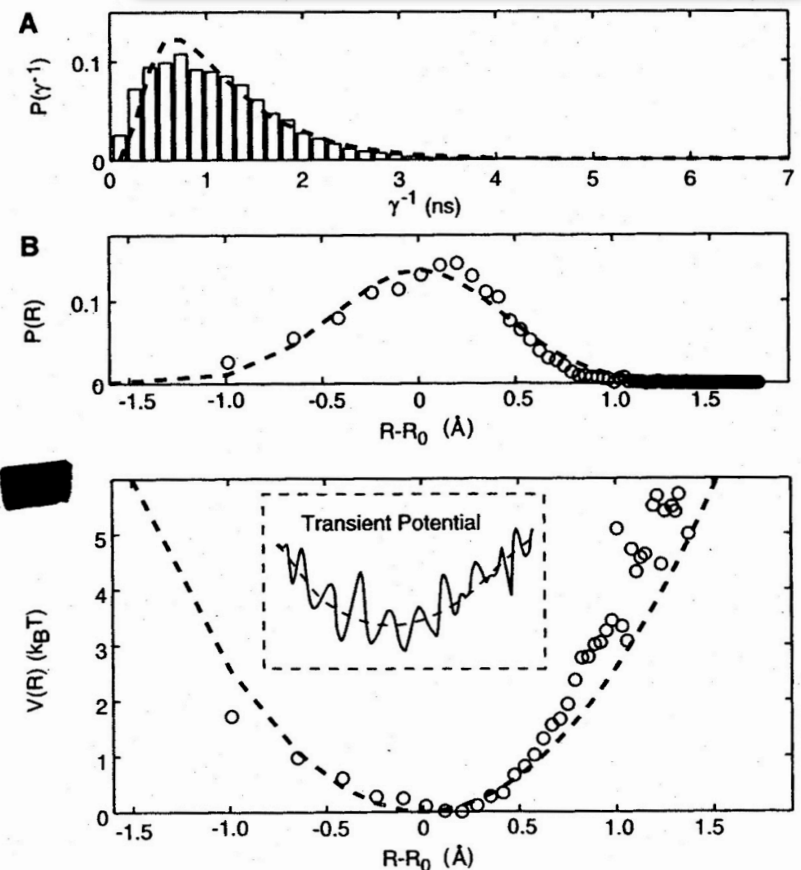 A
P(γ⁻¹)
0.1
0
0 1 2 3 4 5 6 7
γ⁻¹ (ns)
B
P(R)
0.1
0
-1.5 -1.0 -0.5 0 0.5 1.0 1.5
R-R₀ (Å)
Transient Potential
V(R) (k_BT)
5
4
3
2
1
0
-1.5 -1.0 -0.5 0 0.5 1.0 1.5
R-R₀ (Å)